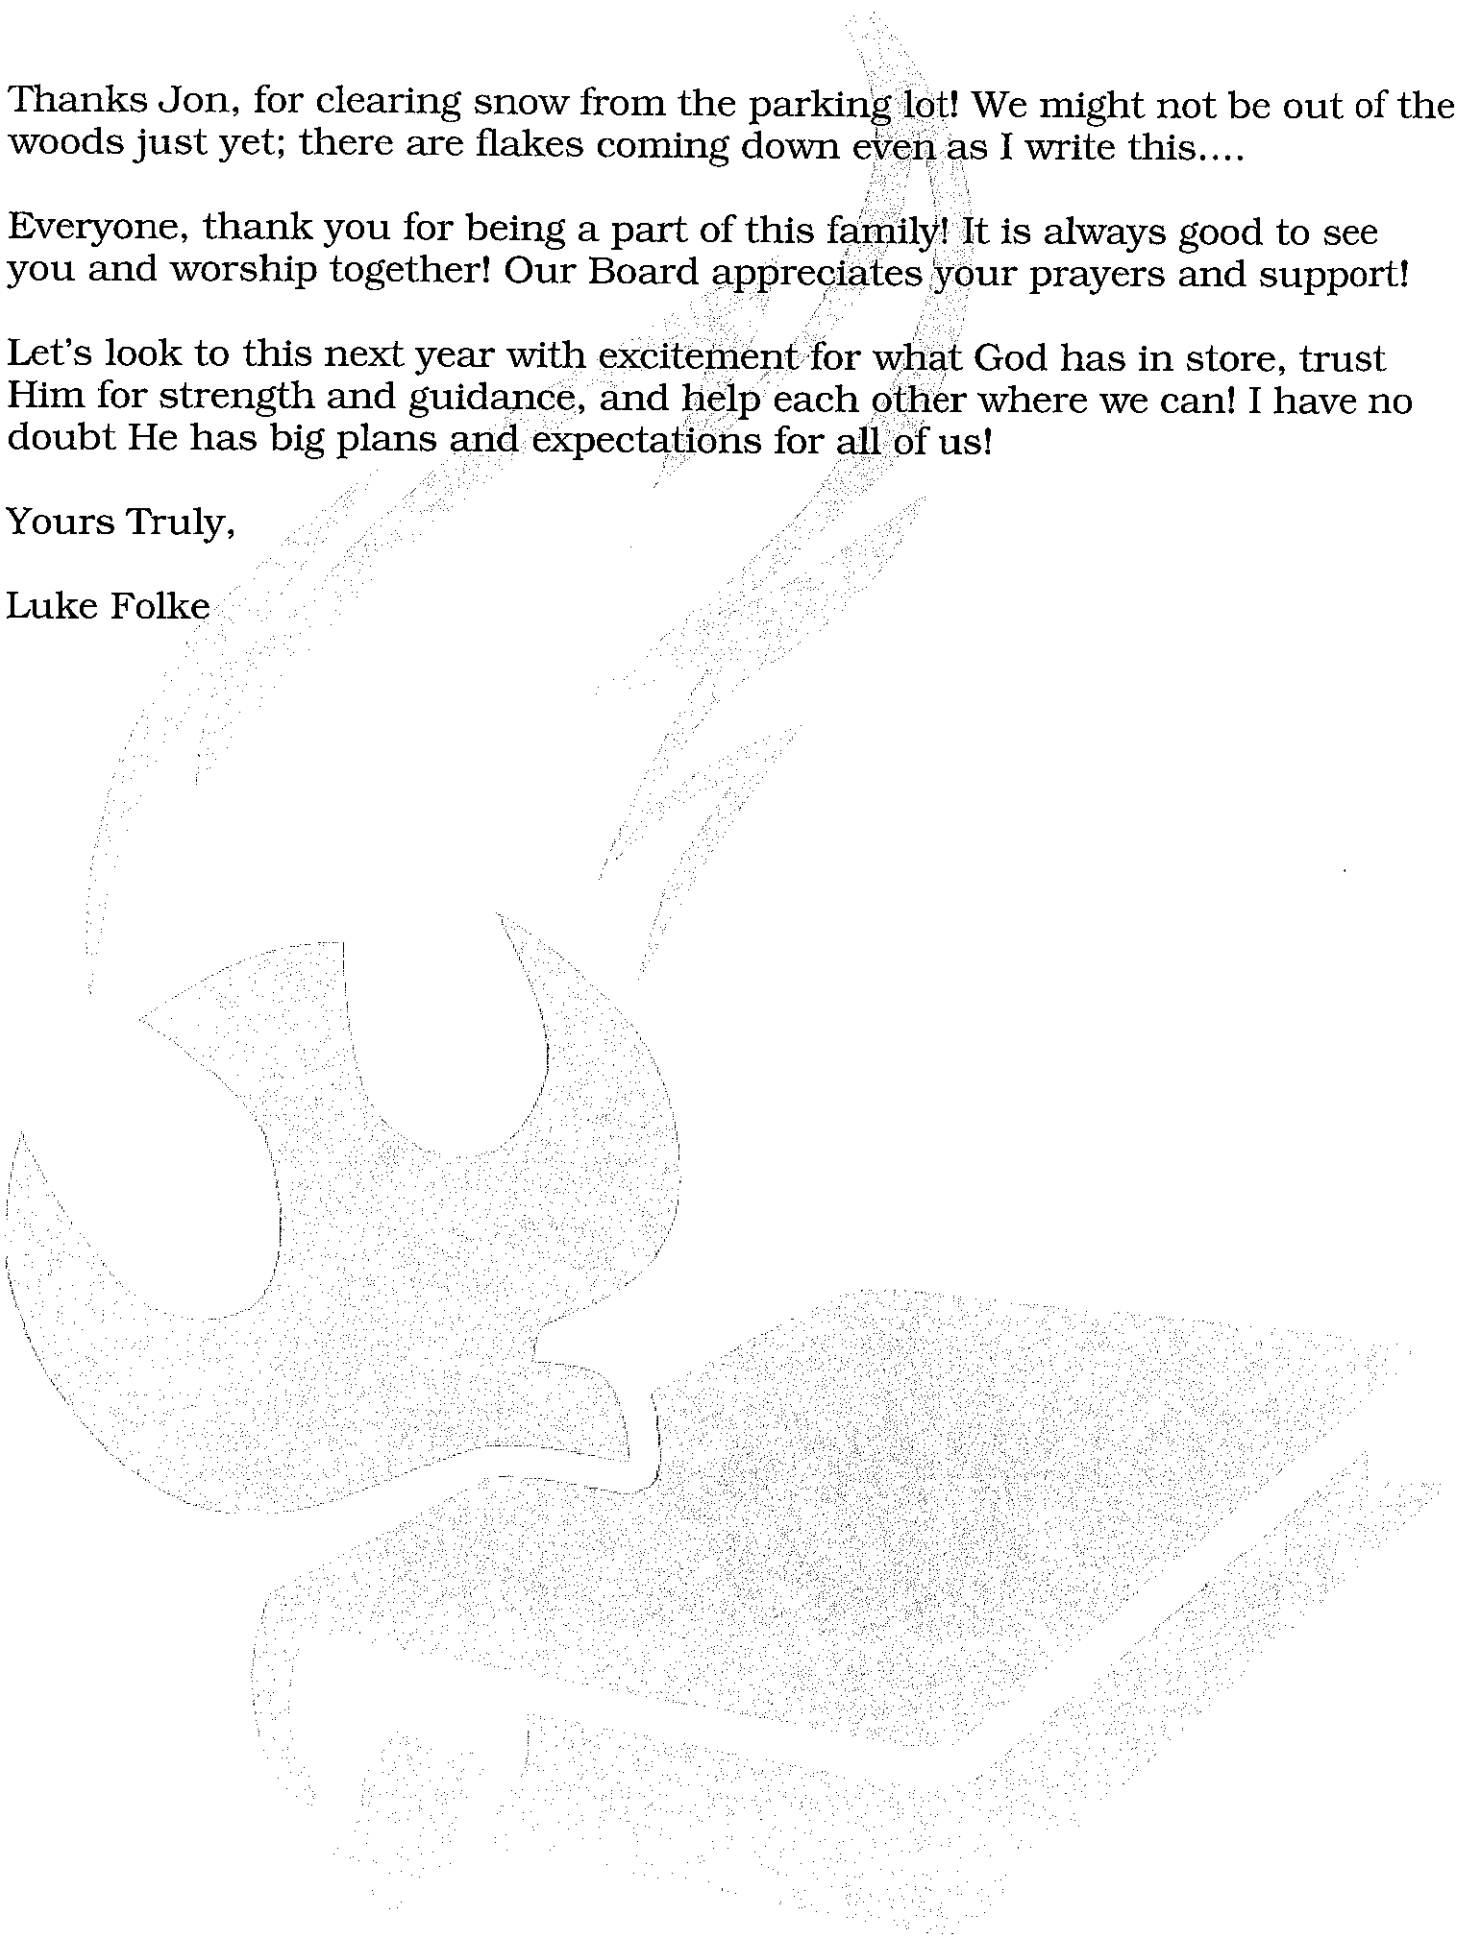 Thanks Jon, for clearing snow from the parking lot! We might not be out of the
woods just yet; there are flakes coming down even as I write this....
Everyone, thank you for being a part of this family! It is always good to see
you and worship together! Our Board appreciates your prayers and support!
Let's look to this next year with excitement for what God has in store, trust
Him for strength and guidance, and help each other where we can! I have no
doubt He has big plans and expectations for all of us!
Yours Truly,
Luke Folke